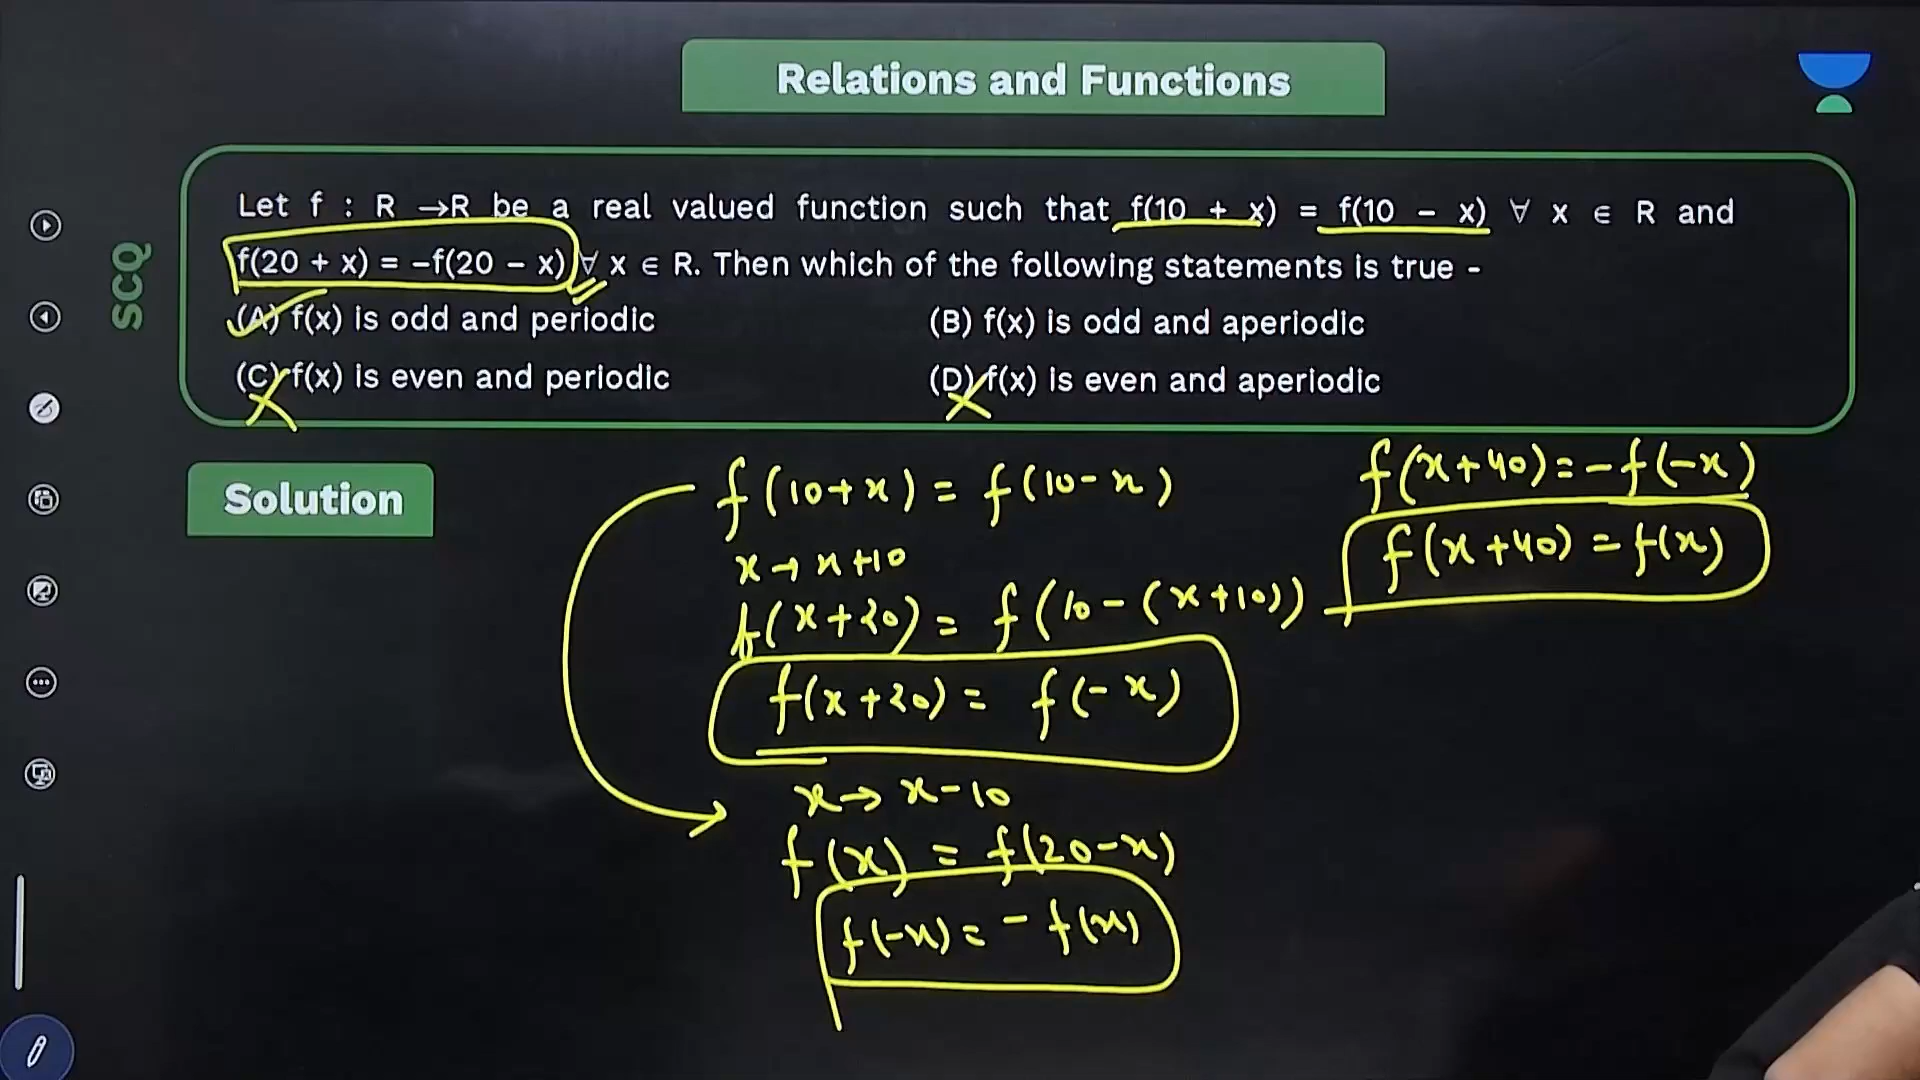 Relations and Functions
SCQ
Let f : R →R be a real valued function such that f(10 + x) = f(10 − x) ∀ x ∈ R and
f(20 + x) = −f(20 − x) ∀ x ∈ R. Then which of the following statements is true -
(A) f(x) is odd and periodic
(B) f(x) is odd and aperiodic
(C) f(x) is even and periodic
(D) f(x) is even and aperiodic
Solution
f(10+x) = f(10-x)
x → x+10
f(x+20) = f(10-(x+10))
f(x+20) = f(-x)
x → x-10
f(x) = f(20-x)
f(-x) = - f(x)
f(x+40) = -f(-x)
f(x+40) = f(x)